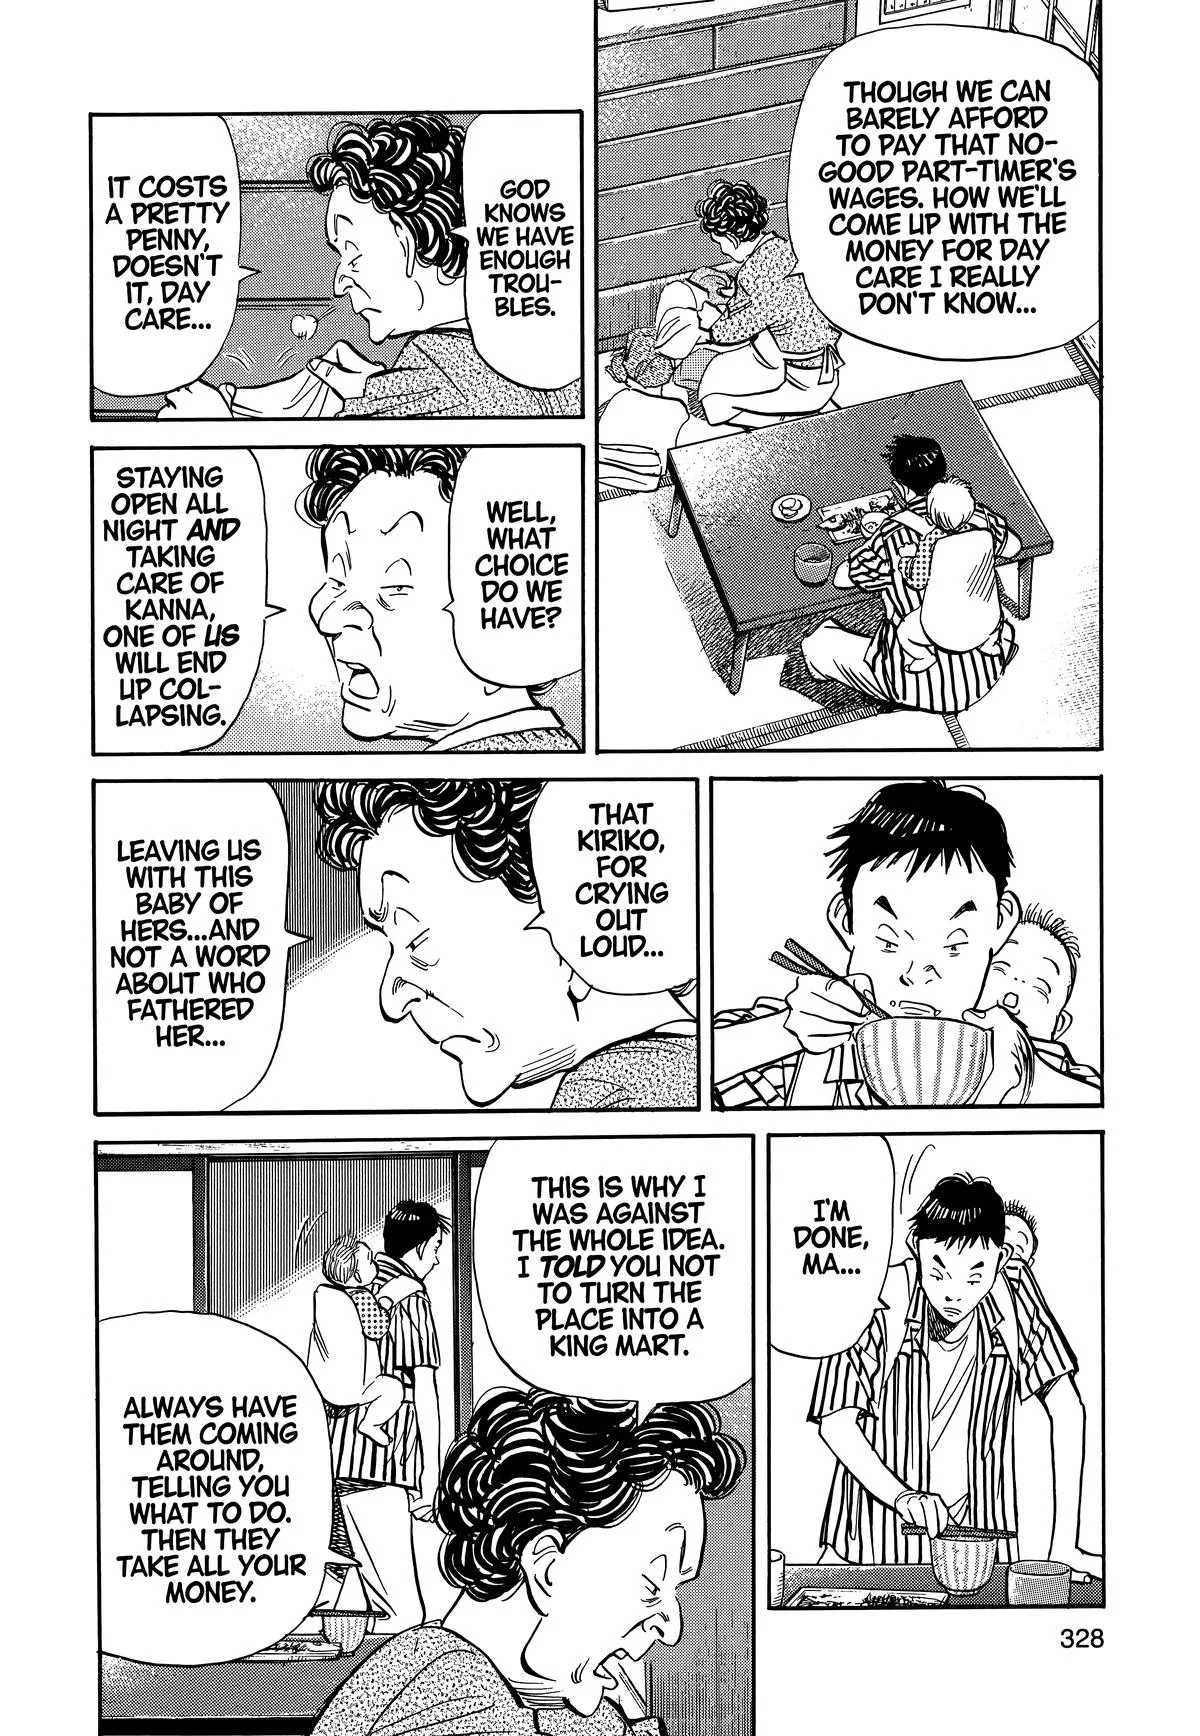 THOUGH WE CAN
BARELY AFFORD
TO PAY THAT NO-
GOOD PART-TIMER'S
WAGES. HOW WE'LL
COME UP WITH THE
MONEY FOR DAY
CARE I REALLY
DON'T KNOW...
GOD
KNOWS
WE HAVE
ENOUGH
TROU-
BLES.
IT COSTS
A PRETTY
PENNY,
DOESN'T
IT, DAY
CARE...
WELL,
WHAT
CHOICE
DO WE
HAVE?
STAYING
OPEN ALL
NIGHT AND
TAKING
CARE OF
KANNA,
ONE OF US
WILL END
UP COL-
LAPSING.
THAT
KIRIKO,
FOR
CRYING
OUT
LOUD...
LEAVING US
WITH THIS
BABY OF
HERS...AND
NOT A WORD
ABOUT WHO
FATHERED
HER...
I'M
DONE,
MA...
THIS IS WHY I
WAS AGAINST
THE WHOLE IDEA.
I TOLD YOU NOT
TO TURN THE
PLACE INTO A
KING MART.
ALWAYS HAVE
THEM COMING
AROUND,
TELLING YOU
WHAT TO DO.
THEN THEY
TAKE ALL YOUR
MONEY.
328